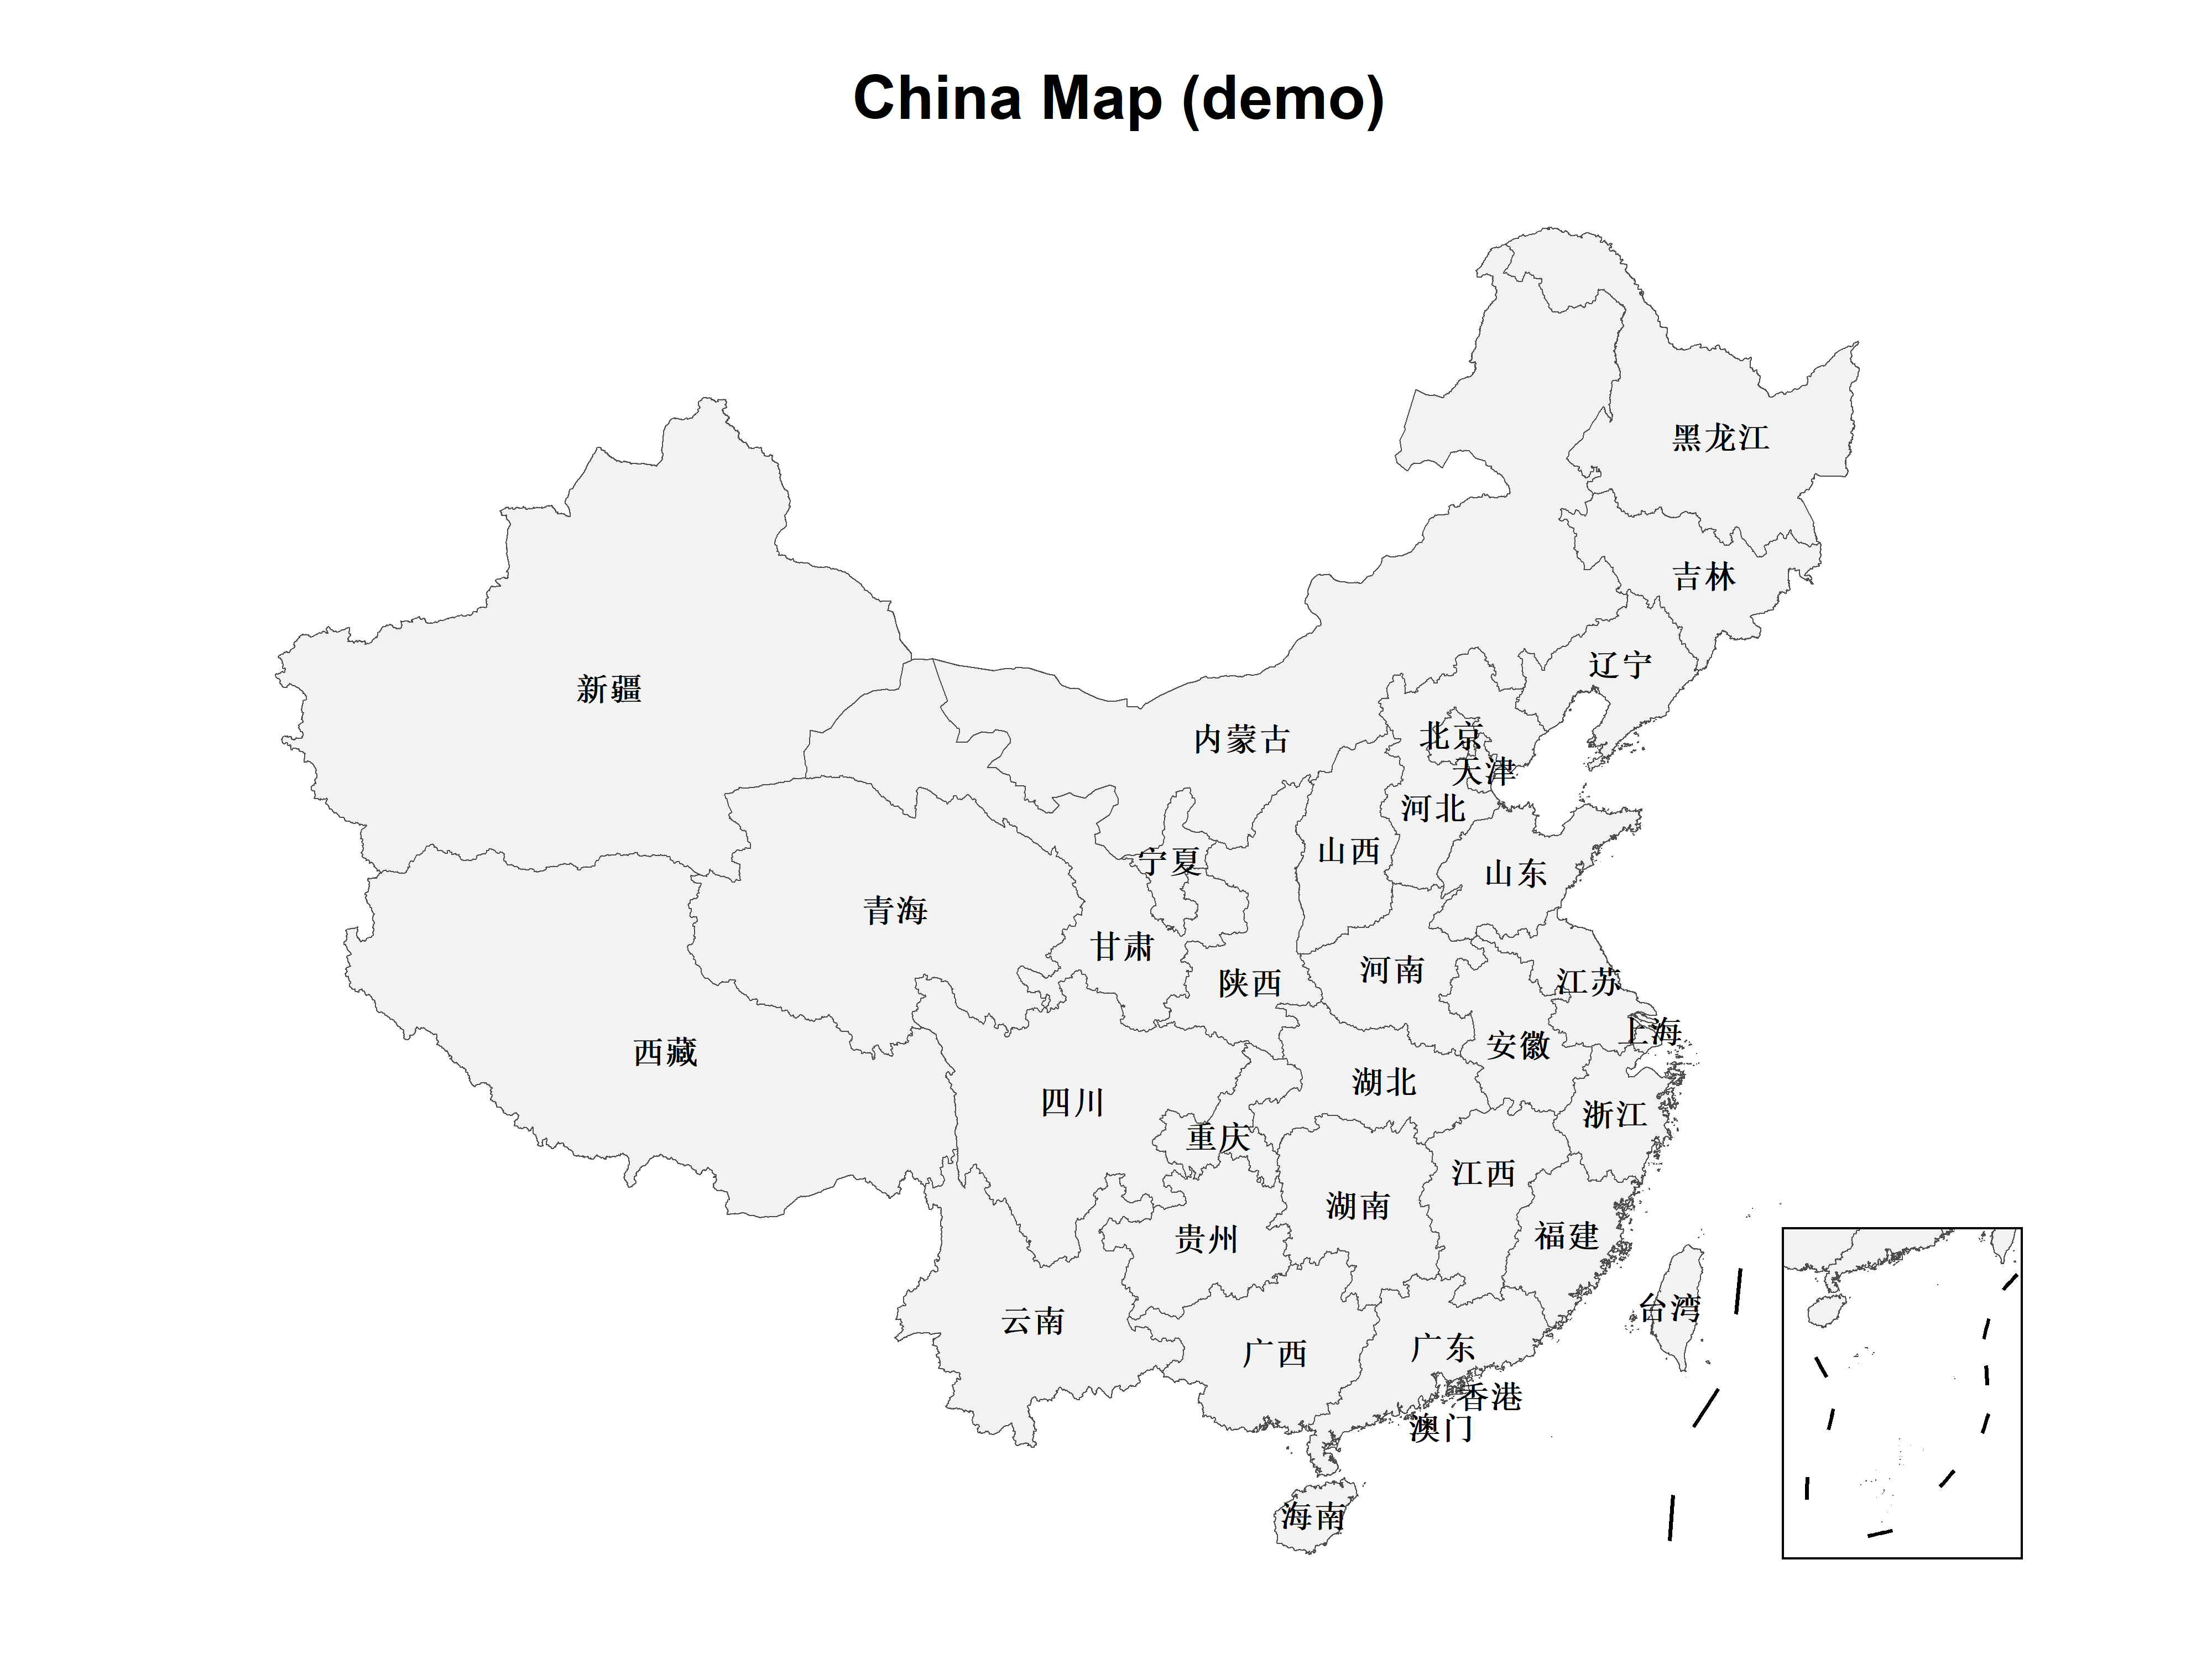 China Map (demo)
黑龙江
吉林
辽宁
新疆
内蒙古
北京
天津
河北
山西
宁夏
山东
青海
甘肃
河南
陕西
江苏
上海
安徽
西藏
湖北
四川
浙江
重庆
江西
湖南
福建
贵州
台湾
云南
广东
广西
香港
澳门
海南